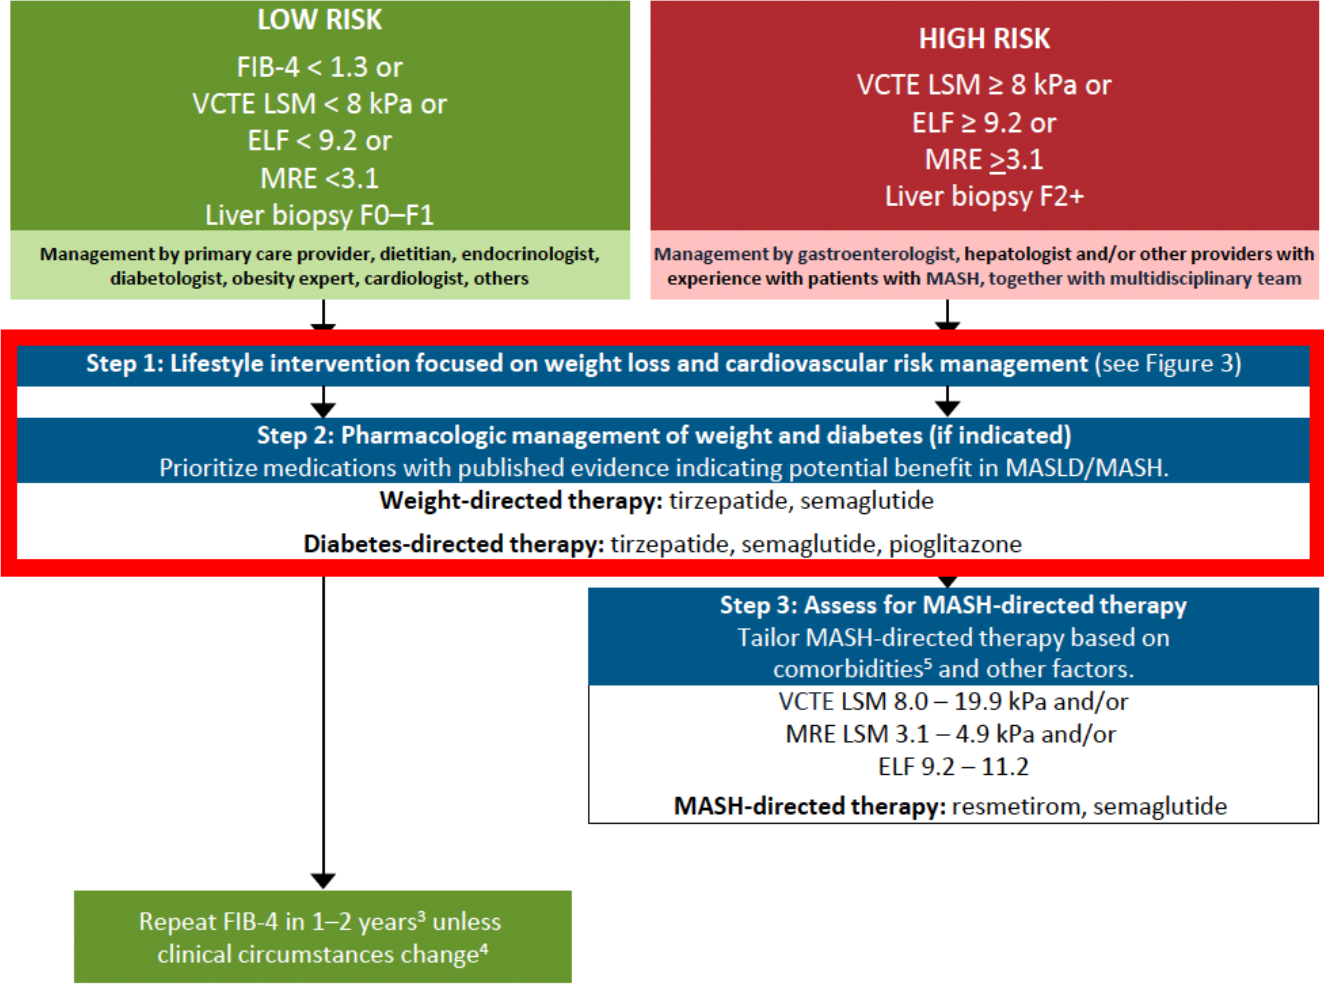 LOW RISK
FIB-4 < 1.3 or
VCTE LSM < 8 kPa or
ELF < 9.2 or
MRE <3.1
Liver biopsy F0–F1
Management by primary care provider, dietitian, endocrinologist,
diabetologist, obesity expert, cardiologist, others
HIGH RISK
VCTE LSM ≥ 8 kPa or
ELF ≥ 9.2 or
MRE ≥3.1
Liver biopsy F2+
Management by gastroenterologist, hepatologist and/or other providers with
experience with patients with MASH, together with multidisciplinary team
Step 1: Lifestyle intervention focused on weight loss and cardiovascular risk management (see Figure 3)
Step 2: Pharmacologic management of weight and diabetes (if indicated)
Prioritize medications with published evidence indicating potential benefit in MASLD/MASH.
Weight-directed therapy: tirzepatide, semaglutide
Diabetes-directed therapy: tirzepatide, semaglutide, pioglitazone
Step 3: Assess for MASH-directed therapy
Tailor MASH-directed therapy based on
comorbidities⁵ and other factors.
VCTE LSM 8.0 – 19.9 kPa and/or
MRE LSM 3.1 – 4.9 kPa and/or
ELF 9.2 – 11.2
MASH-directed therapy: resmetirom, semaglutide
Repeat FIB-4 in 1–2 years³ unless
clinical circumstances change⁴